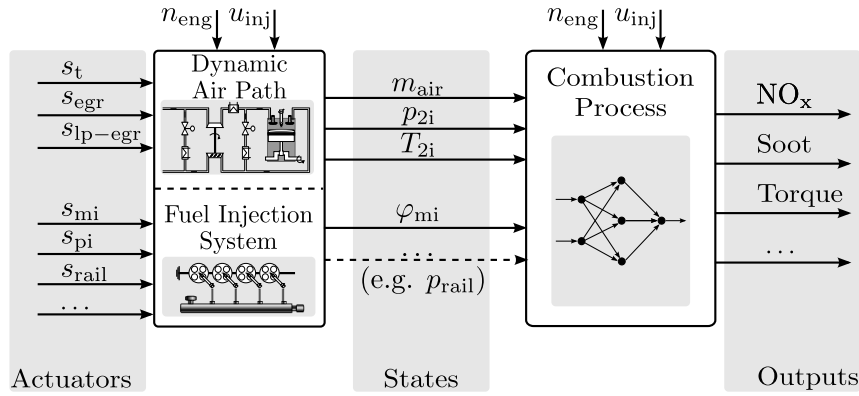 n_eng u_inj
n_eng u_inj
s_t
s_egr
s_lp−egr
Dynamic
Air Path
m_air
p_2i
T_2i
Combustion
Process
NO_x
Soot
Torque
...
s_mi
s_pi
s_rail
...
Fuel Injection
System
φ_mi
...
(e.g. p_rail)
Actuators
States
Outputs